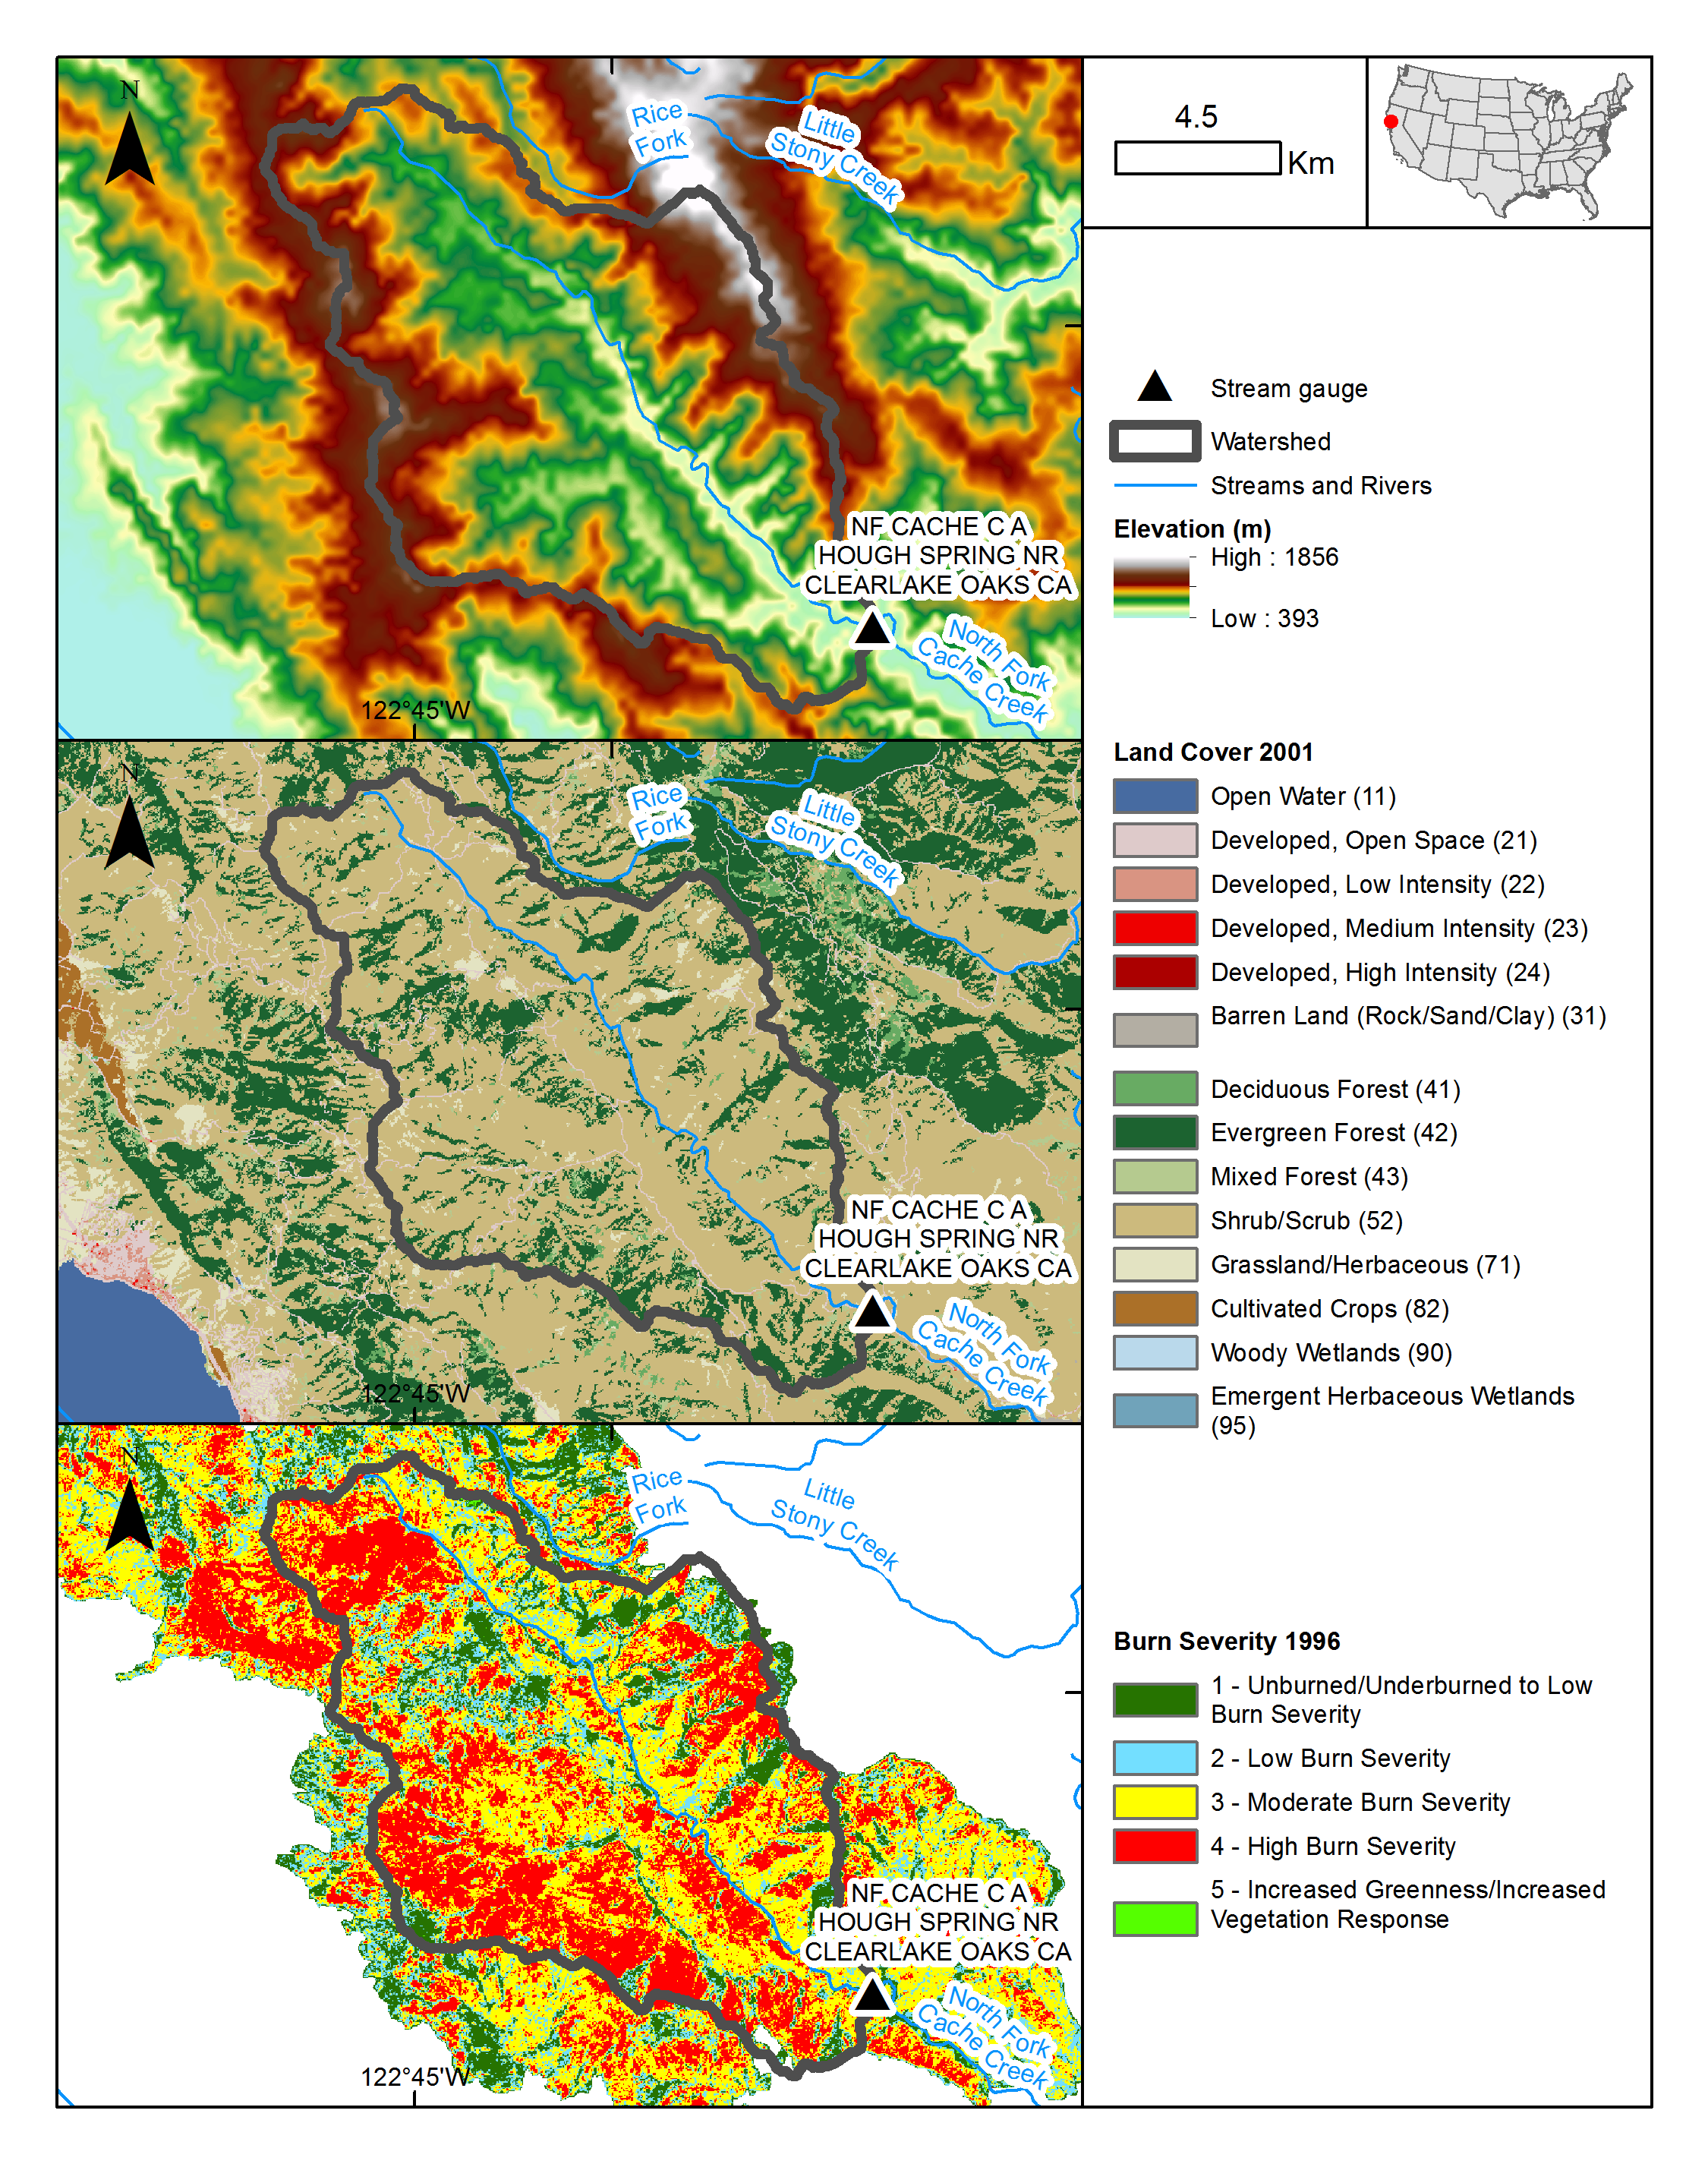 N
Rice
Fork
Little
Stony Creek
NF CACHE C A
HOUGH SPRING NR
CLEARLAKE OAKS CA
North Fork
Cache Creek
122°45'W
N
Rice
Fork
Little
Stony Creek
NF CACHE C A
HOUGH SPRING NR
CLEARLAKE OAKS CA
North Fork
Cache Creek
122°45'W
N
Rice
Fork
Little
Stony Creek
NF CACHE C A
HOUGH SPRING NR
CLEARLAKE OAKS CA
North Fork
Cache Creek
122°45'W
4.5
Km
Stream gauge
Watershed
Streams and Rivers
Elevation (m)
High : 1856
Low : 393
Land Cover 2001
Open Water (11)
Developed, Open Space (21)
Developed, Low Intensity (22)
Developed, Medium Intensity (23)
Developed, High Intensity (24)
Barren Land (Rock/Sand/Clay) (31)
Deciduous Forest (41)
Evergreen Forest (42)
Mixed Forest (43)
Shrub/Scrub (52)
Grassland/Herbaceous (71)
Cultivated Crops (82)
Woody Wetlands (90)
Emergent Herbaceous Wetlands
(95)
Burn Severity 1996
1 - Unburned/Underburned to Low
Burn Severity
2 - Low Burn Severity
3 - Moderate Burn Severity
4 - High Burn Severity
5 - Increased Greenness/Increased
Vegetation Response